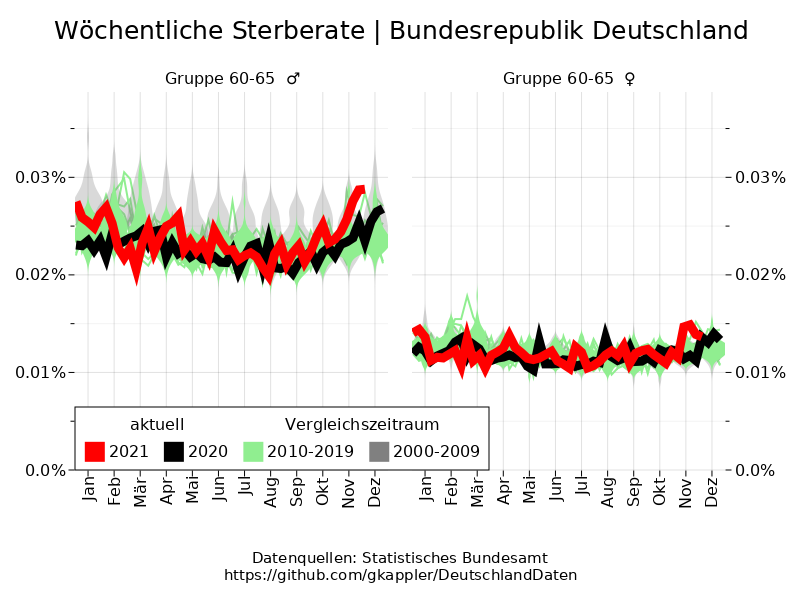 Wöchentliche Sterberate | Bundesrepublik Deutschland
Gruppe 60-65 ♂
Gruppe 60-65 ♀
0.03%
0.02%
0.01%
0.0%
0.03%
0.02%
0.01%
0.0%
aktuell
Vergleichszeitraum
2021
2020
2010-2019
2000-2009
Jan
Feb
Mär
Apr
Mai
Jun
Jul
Aug
Sep
Okt
Nov
Dez
Jan
Feb
Mär
Apr
Mai
Jun
Jul
Aug
Sep
Okt
Nov
Dez
Datenquellen: Statistisches Bundesamt
https://github.com/gkappler/DeutschlandDaten